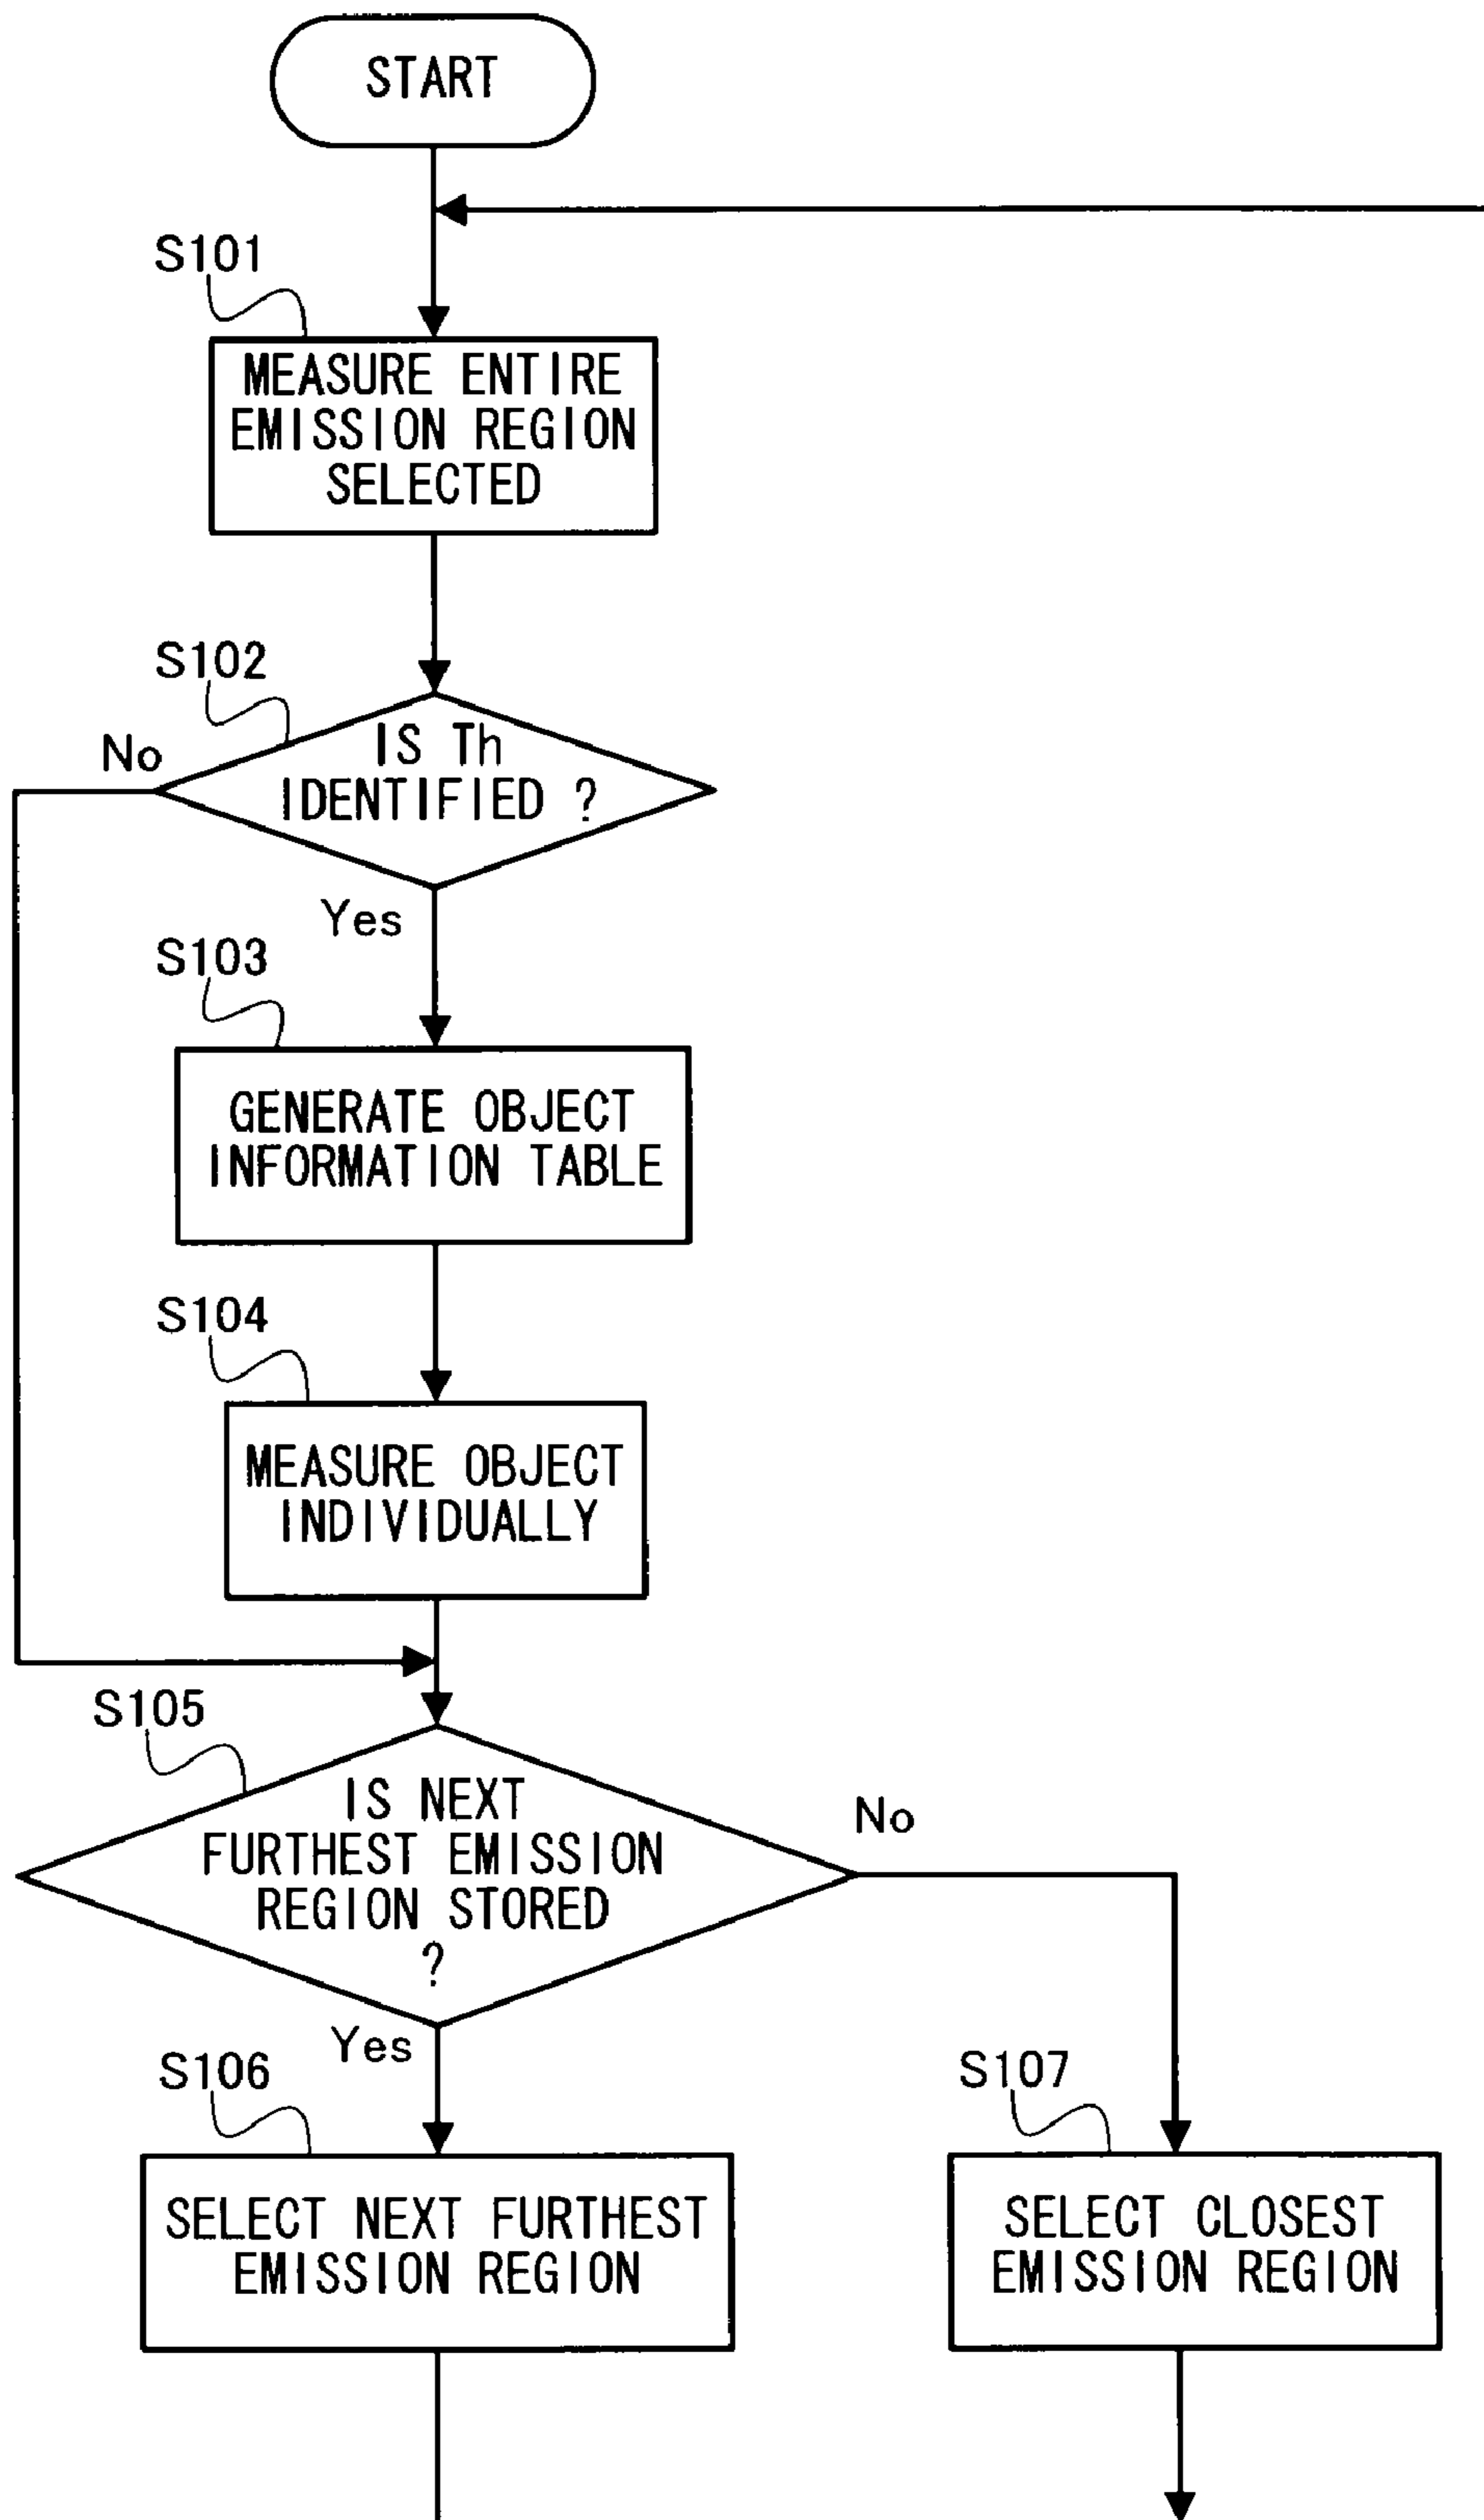 START
S101
MEASURE ENTIRE
EMISSION REGION
SELECTED
S102
No
IS Th
IDENTIFIED ?
Yes
S103
GENERATE OBJECT
INFORMATION TABLE
S104
MEASURE OBJECT
INDIVIDUALLY
S105
IS NEXT
FURTHEST EMISSION
REGION STORED
?
No
Yes
S106
SELECT NEXT FURTHEST
EMISSION REGION
S107
SELECT CLOSEST
EMISSION REGION